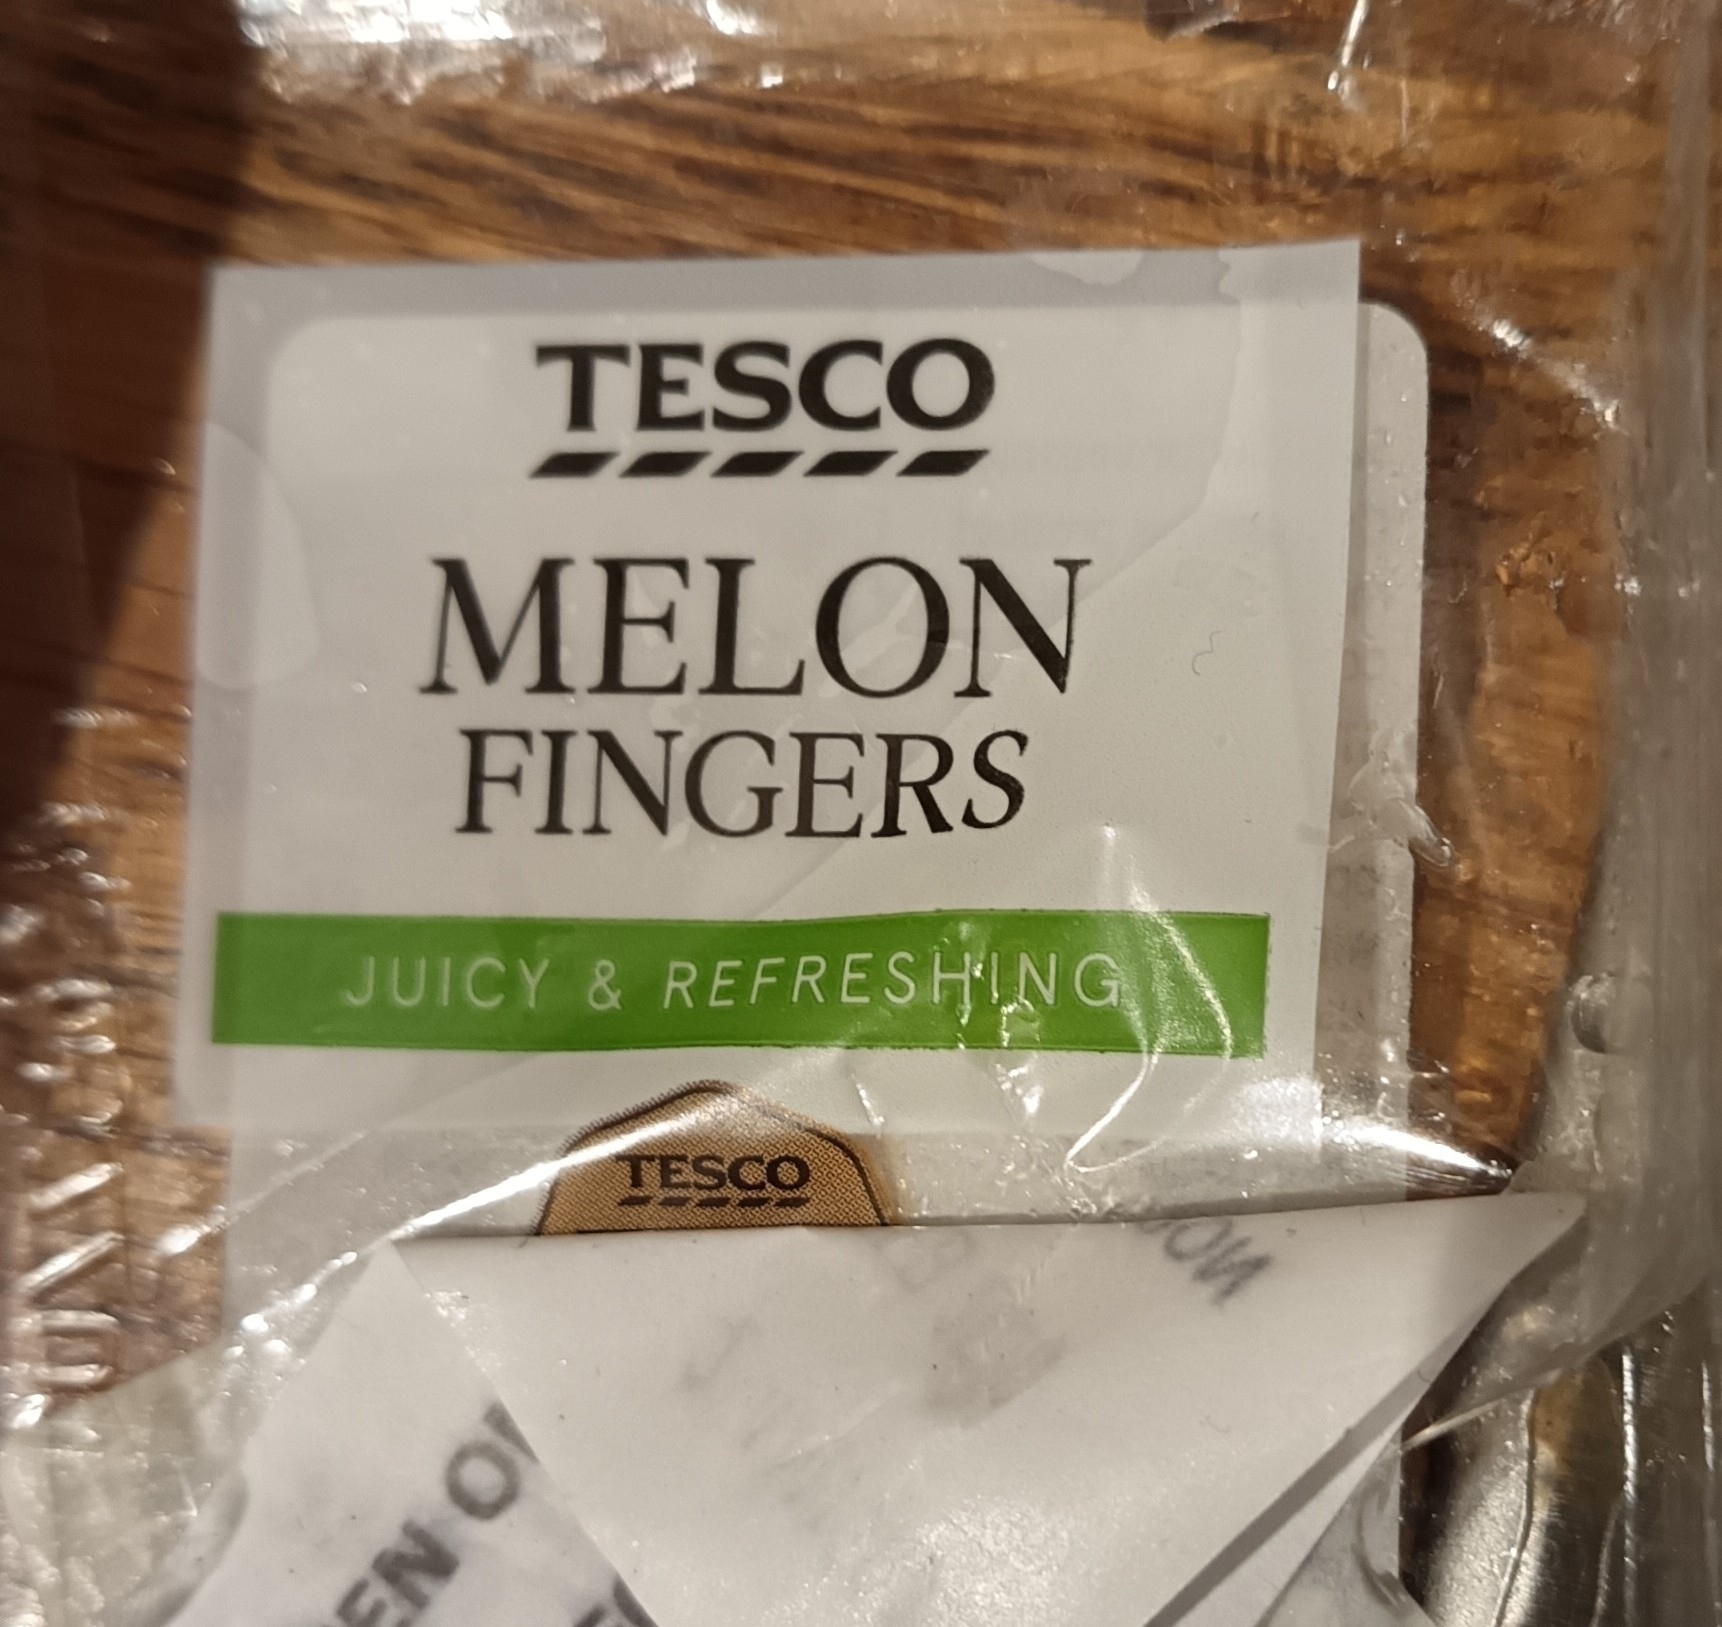 TESCO
MELON
FINGERS
JUICY & REFRESHING
TESCO